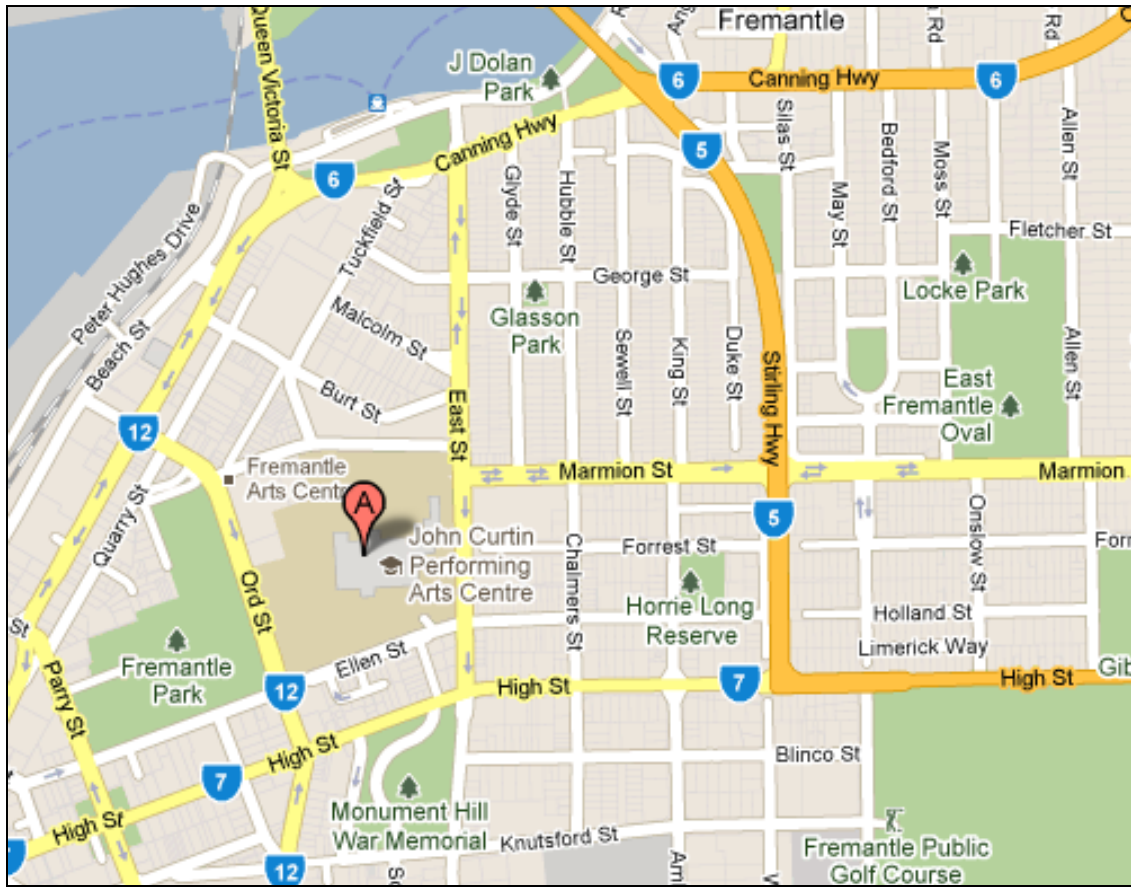 Fremantle
Queen Victoria St
J Dolan
Park
6
Canning Hwy
6
Silas St
Rd
Rd
Allen St
Canning Hwy
5
Bedford St
Moss St
6
Tuckfield St
Glyde St
Hubble St
May St
Fletcher St
Peter Hughes Drive
George St
Locke Park
Malcolm St
Glasson
Park
Sewell St
King St
Duke St
Stirling Hwy
Allen St
Beach St
Burt St
East St
East
Fremantle
Oval
12
Fremantle
Arts Centre
Marmion St
Marmion
A
Quarry St
5
Onslow St
John Curtin
Performing
Arts Centre
Chalmers St
Forrest St
Ord St
Horrie Long
Reserve
Holland St
St
Limerick Way
Ellen St
Fremantle
Park
Parry St
12
High St
7
High St
High St
Blinco St
7
Monument Hill
War Memorial
High St
Knutsford St
Fremantle Public
Golf Course
12